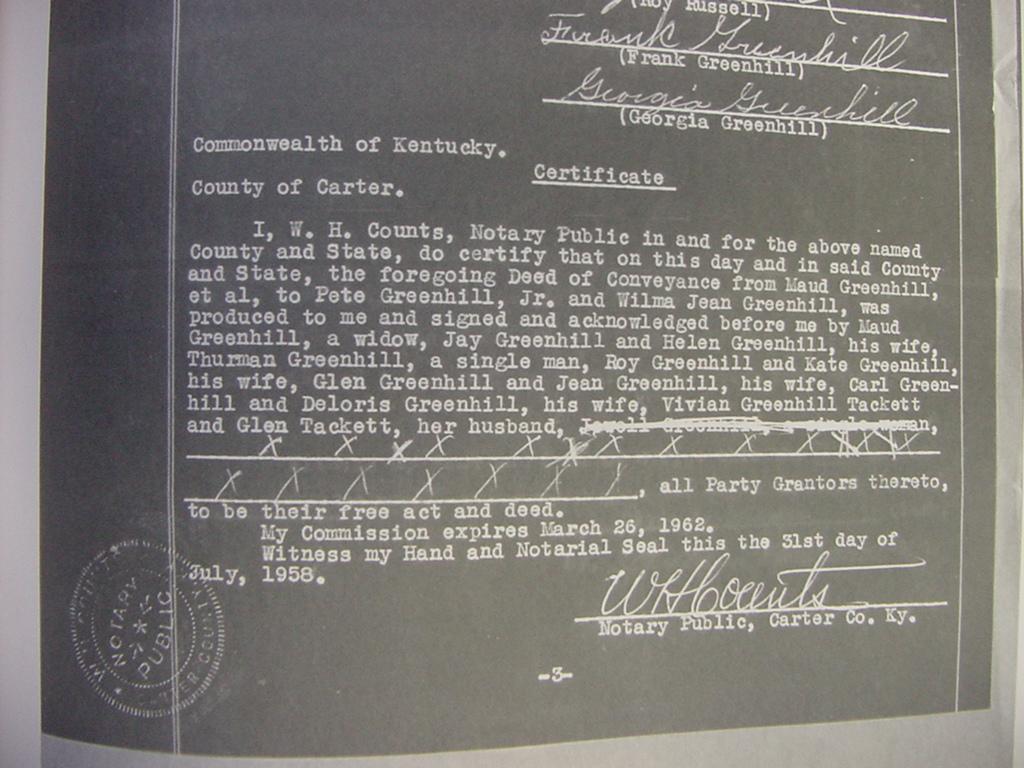 (Roy Russell)
Frank Greenhill
(Frank Greenhill)
Georgia Greenhill
(Georgia Greenhill)
Commonwealth of Kentucky.
Certificate
County of Carter.
I, W. H. Counts, Notary Public in and for the above named
County and State, do certify that on this day and in said County
and State, the foregoing Deed of Conveyance from Maud Greenhill,
et al, to Pete Greenhill, Jr. and Wilma Jean Greenhill, was
produced to me and signed and acknowledged before me by Maud
Greenhill, a widow, Jay Greenhill and Helen Greenhill, his wife,
Thurman Greenhill, a single man, Roy Greenhill and Kate Greenhill,
his wife, Glen Greenhill and Jean Greenhill, his wife, Carl Green-
hill and Deloris Greenhill, his wife, Vivian Greenhill Tackett
and Glen Tackett, her husband, Jewell Greenhill, a single woman,
X X X X X X X X X X X X X X
X X X X X X X , all Party Grantors thereto,
to be their free act and deed.
My Commission expires March 26, 1962.
Witness my Hand and Notarial Seal this the 31st day of
July, 1958.
W H Counts
Notary Public, Carter Co. Ky.
NOTARY
PUBLIC
-3-